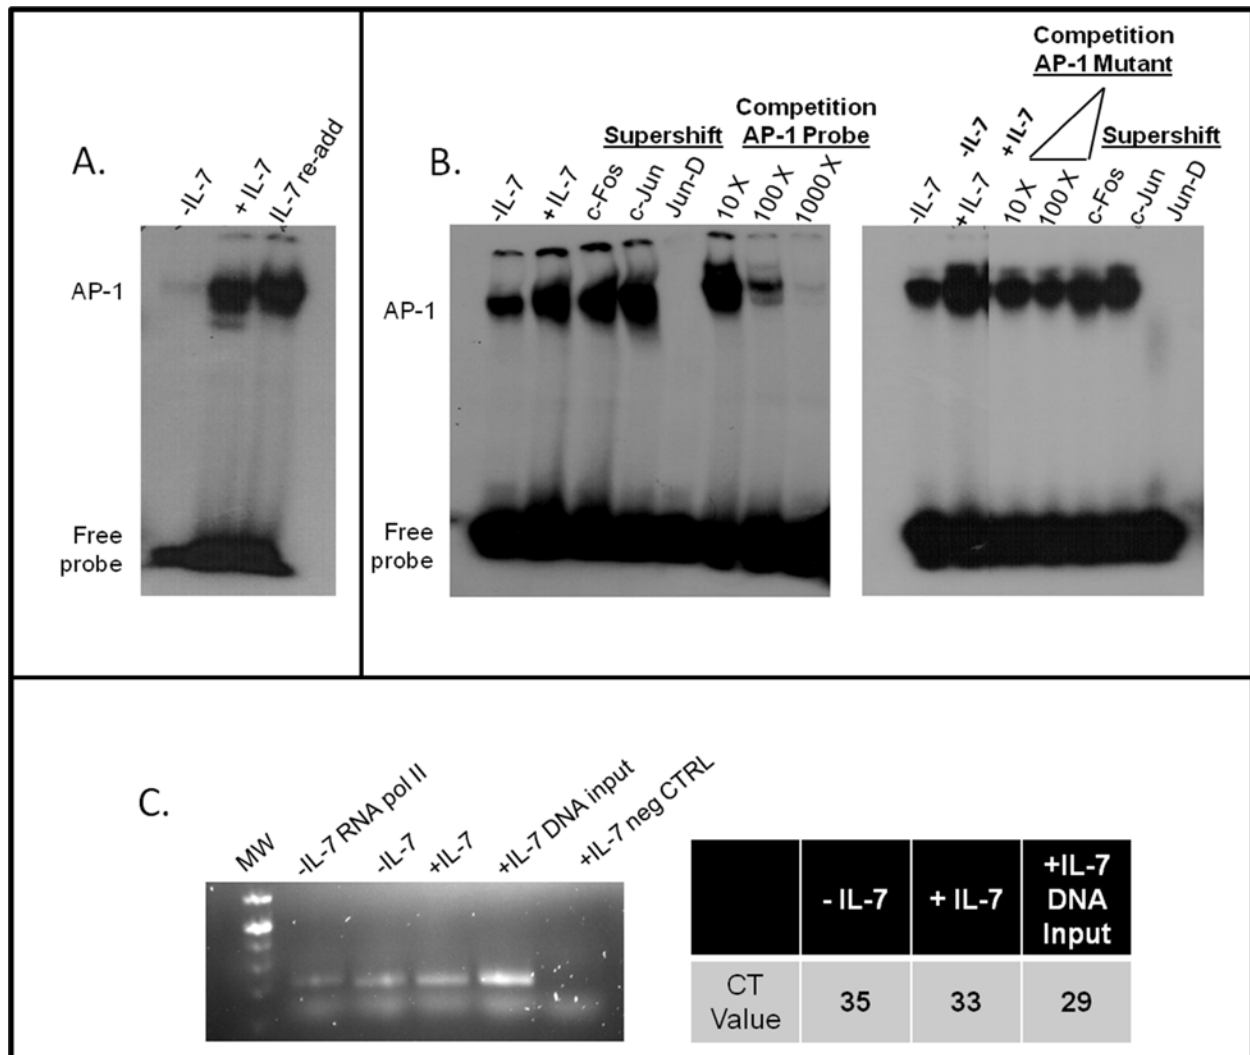 A.
-IL-7
+ IL-7
IL-7 re-add
AP-1
Free
probe
B.
Supershift
Competition
AP-1 Probe
-IL-7
+ IL-7
c-Fos
c-Jun
Jun-D
10 X
100 X
1000 X
AP-1
Free
probe
Competition
AP-1 Mutant
-IL-7
+ IL-7
Supershift
-IL-7
+ IL-7
10 X
100 X
c-Fos
c-Jun
Jun-D
C.
MW
-IL-7 RNA pol II
-IL-7
+IL-7
+IL-7 DNA input
+IL-7 neg CTRL
- IL-7
+ IL-7
+IL-7
DNA
Input
CT
Value
35
33
29